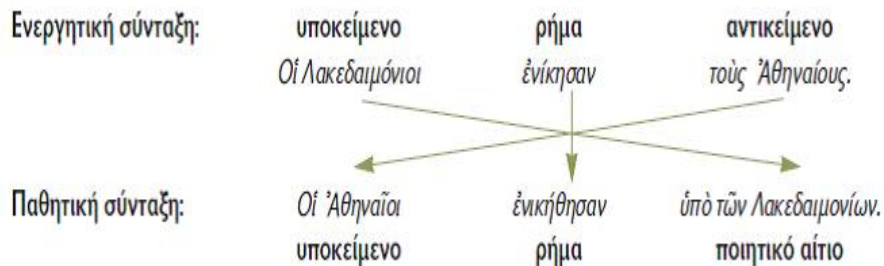 Ενεργητική σύνταξη: υποκείμενο ρήμα αντικείμενο
Οἱ Λακεδαιμόνιοι ἐνίκησαν τοὺς Ἀθηναίους.
Παθητική σύνταξη: Οἱ Ἀθηναῖοι ἐνικήθησαν ὑπὸ τῶν Λακεδαιμονίων.
υποκείμενο ρήμα ποιητικό αίτιο